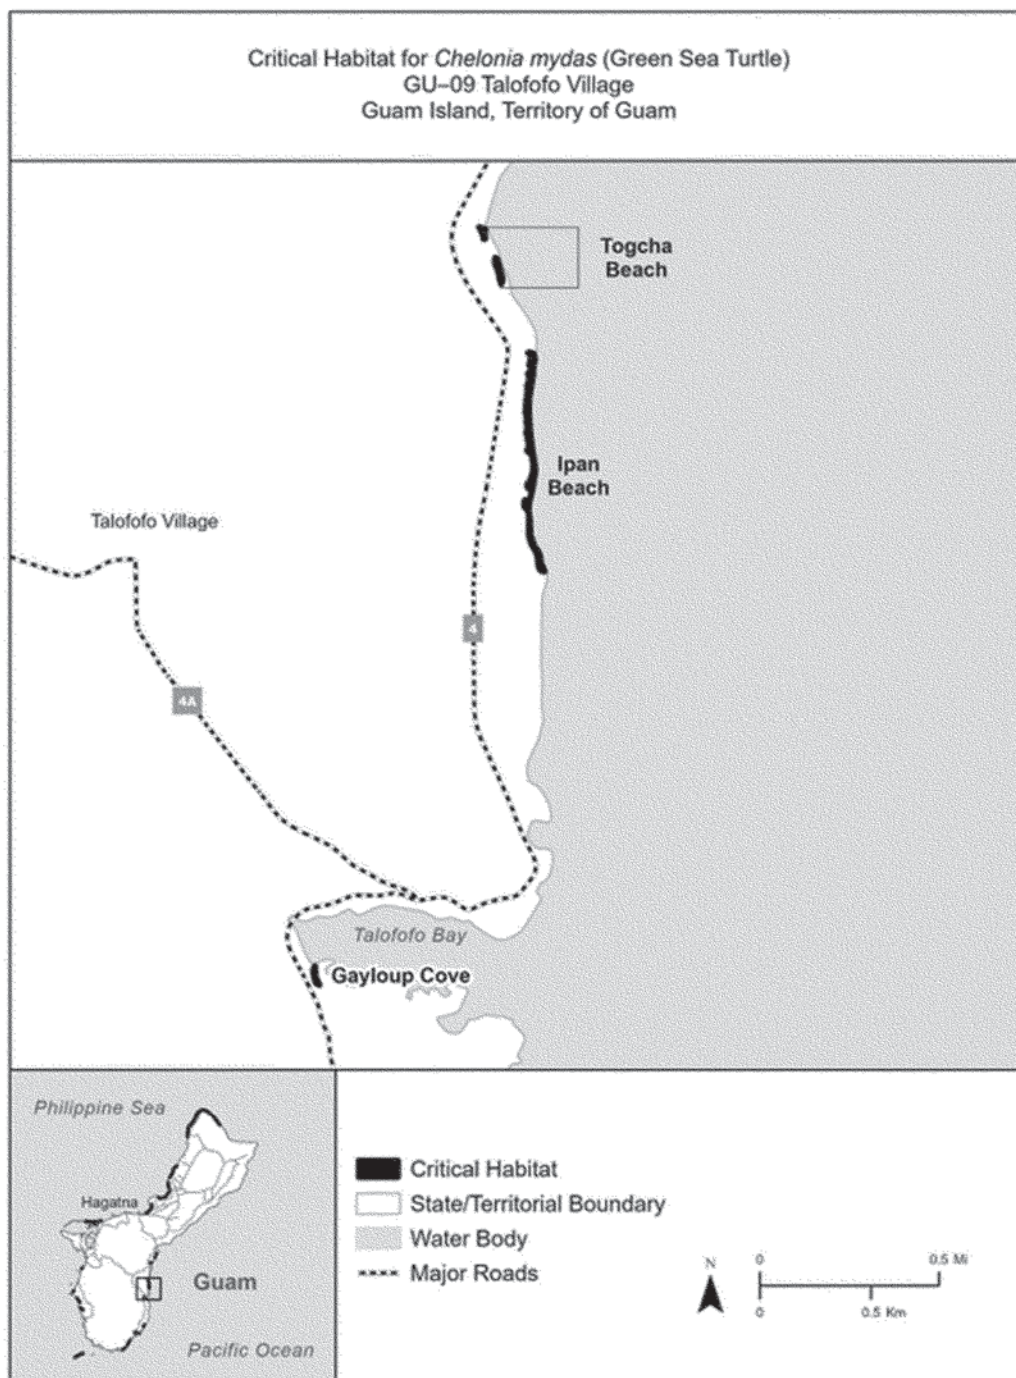 Critical Habitat for Chelonia mydas (Green Sea Turtle)
GU–09 Talofofo Village
Guam Island, Territory of Guam
Togcha
Beach
Ipan
Beach
Talofofo Village
4
4A
Talofofo Bay
Gayloup Cove
Philippine Sea
Hagatna
Guam
Pacific Ocean
Critical Habitat
State/Territorial Boundary
Water Body
Major Roads
N
0 0.5 Mi
0 0.5 Km